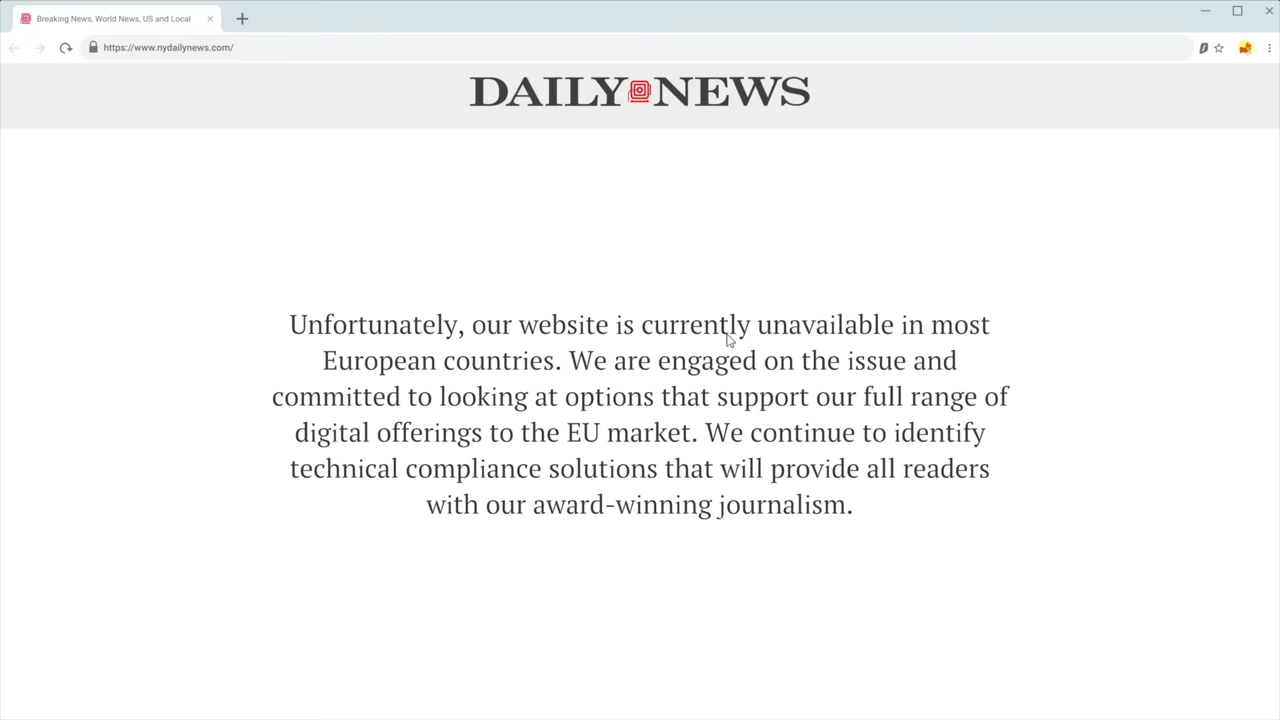 Breaking News, World News, US and Local
https://www.nydailynews.com/
DAILY NEWS
Unfortunately, our website is currently unavailable in most
European countries. We are engaged on the issue and
committed to looking at options that support our full range of
digital offerings to the EU market. We continue to identify
technical compliance solutions that will provide all readers
with our award-winning journalism.